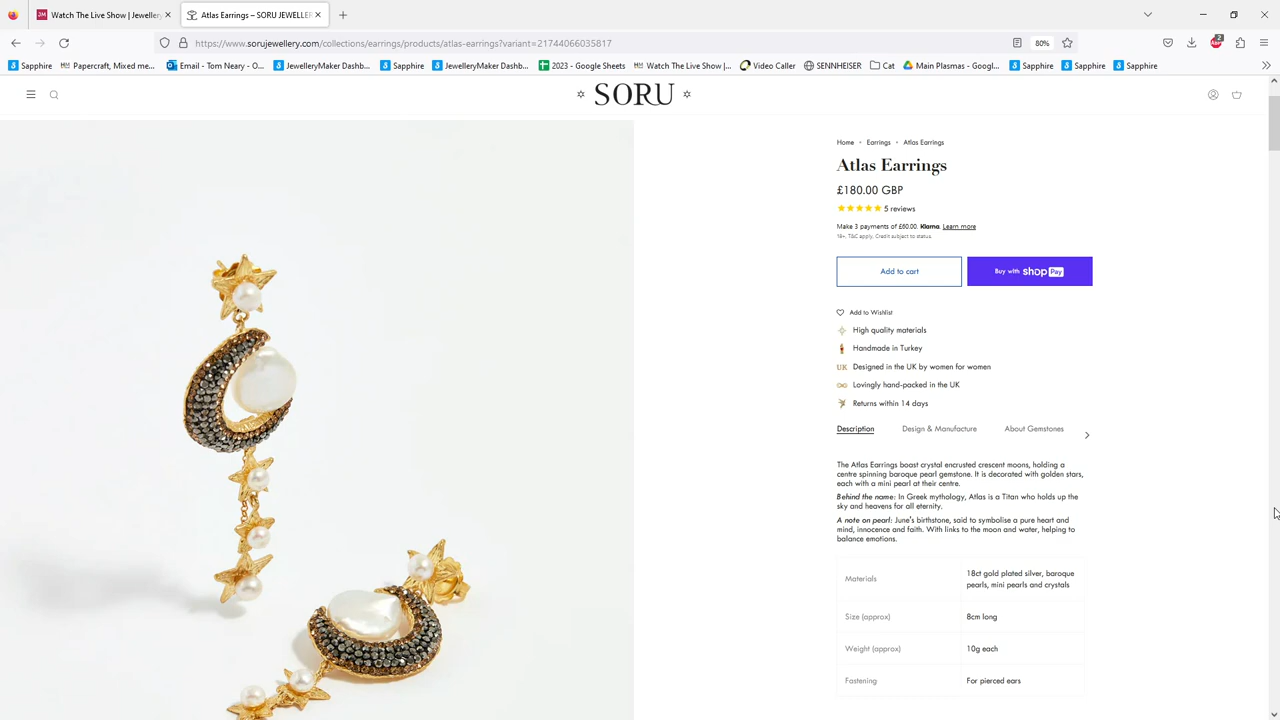 Watch The Live Show | Jewellery
Atlas Earrings – SORU JEWELLER
https://www.sorujewellery.com/collections/earrings/products/atlas-earrings?variant=21744066035817
80%
2
Sapphire
Papercraft, Mixed me...
Email - Tom Neary - O...
JewelleryMaker Dashb...
Sapphire
JewelleryMaker Dashb...
2023 - Google Sheets
Watch The Live Show |...
Video Caller
SENNHEISER
Cat
Main Plasmas - Googl...
Sapphire
Sapphire
Sapphire
SORU
Home • Earrings • Atlas Earrings
Atlas Earrings
£180.00 GBP
5 reviews
Make 3 payments of £60.00. Klarna. Learn more
18+, T&C apply. Credit subject to status.
Add to cart
Buy with shop Pay
Add to Wishlist
High quality materials
Handmade in Turkey
UK Designed in the UK by women for women
Lovingly hand-packed in the UK
Returns within 14 days
Description
Design & Manufacture
About Gemstones
The Atlas Earrings boast crystal encrusted crescent moons, holding a
centre spinning baroque pearl gemstone. It is decorated with golden stars,
each with a mini pearl at their centre.
Behind the name: In Greek mythology, Atlas is a Titan who holds up the
sky and heavens for all eternity.
A note on pearl: June's birthstone, said to symbolise a pure heart and
mind, innocence and faith. With links to the moon and water, helping to
balance emotions.
Materials
18ct gold plated silver, baroque
pearls, mini pearls and crystals
Size (approx)
8cm long
Weight (approx)
10g each
Fastening
For pierced ears